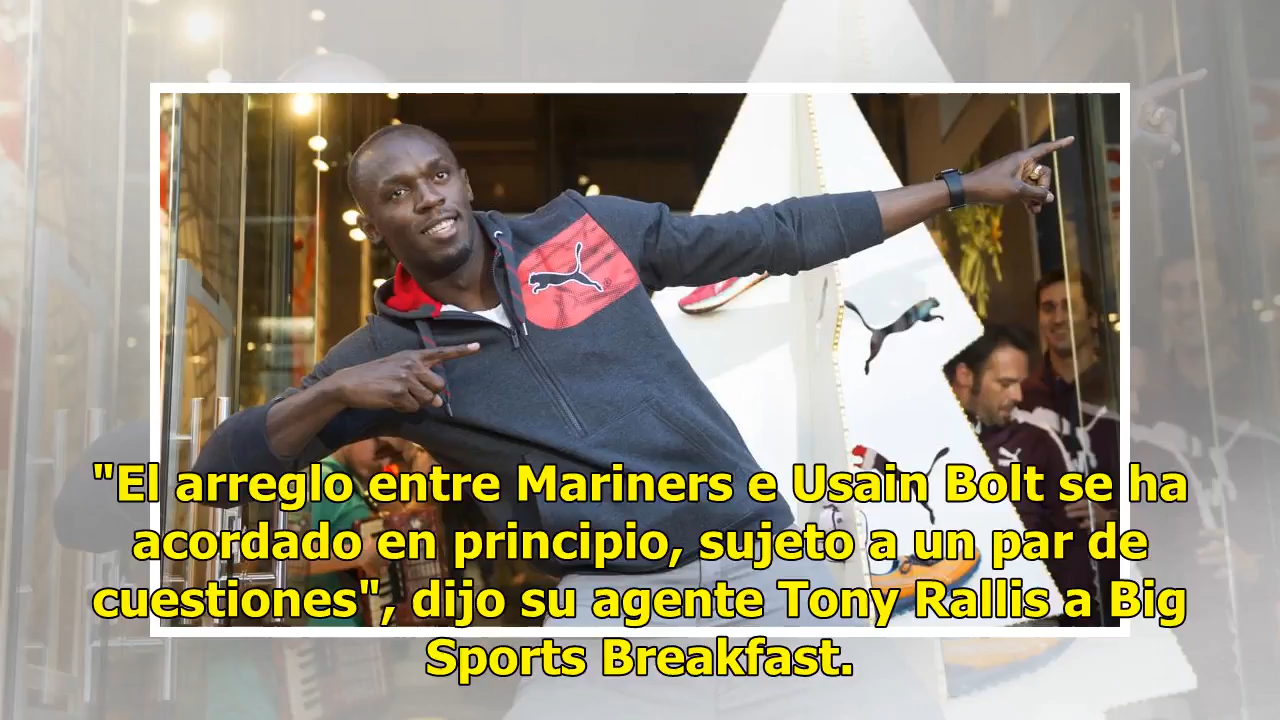 "El arreglo entre Mariners e Usain Bolt se ha
acordado en principio, sujeto a un par de
cuestiones", dijo su agente Tony Rallis a Big
Sports Breakfast.